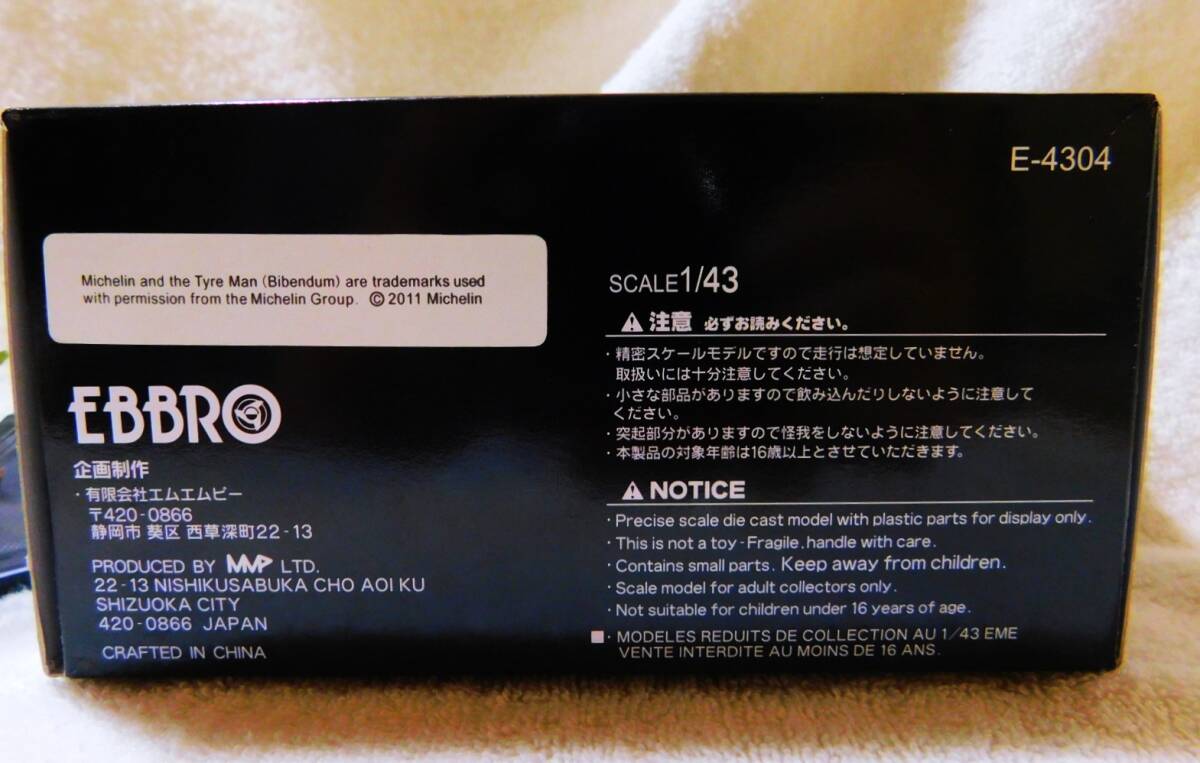 E-4304
Michelin and the Tyre Man (Bibendum) are trademarks used
with permission from the Michelin Group. © 2011 Michelin
EBBRO
企画制作
・有限会社エムエムピー
〒420-0866
静岡市 葵区 西草深町22-13
PRODUCED BY MMP LTD.
22-13 NISHIKUSABUKA CHO AOI KU
SHIZUOKA CITY
420-0866 JAPAN
CRAFTED IN CHINA
SCALE1/43
⚠ 注意 必ずお読みください。
・精密スケールモデルですので走行は想定していません。
取扱いには十分注意してください。
・小さな部品がありますので飲み込んだりしないように注意して
ください。
・突起部分がありますので怪我をしないように注意してください。
・本製品の対象年齢は16歳以上とさせていただきます。
⚠ NOTICE
・Precise scale die cast model with plastic parts for display only.
・This is not a toy-Fragile, handle with care.
・Contains small parts. Keep away from children.
・Scale model for adult collectors only.
・Not suitable for children under 16 years of age.
■・MODELES REDUITS DE COLLECTION AU 1/43 EME
VENTE INTERDITE AU MOINS DE 16 ANS.